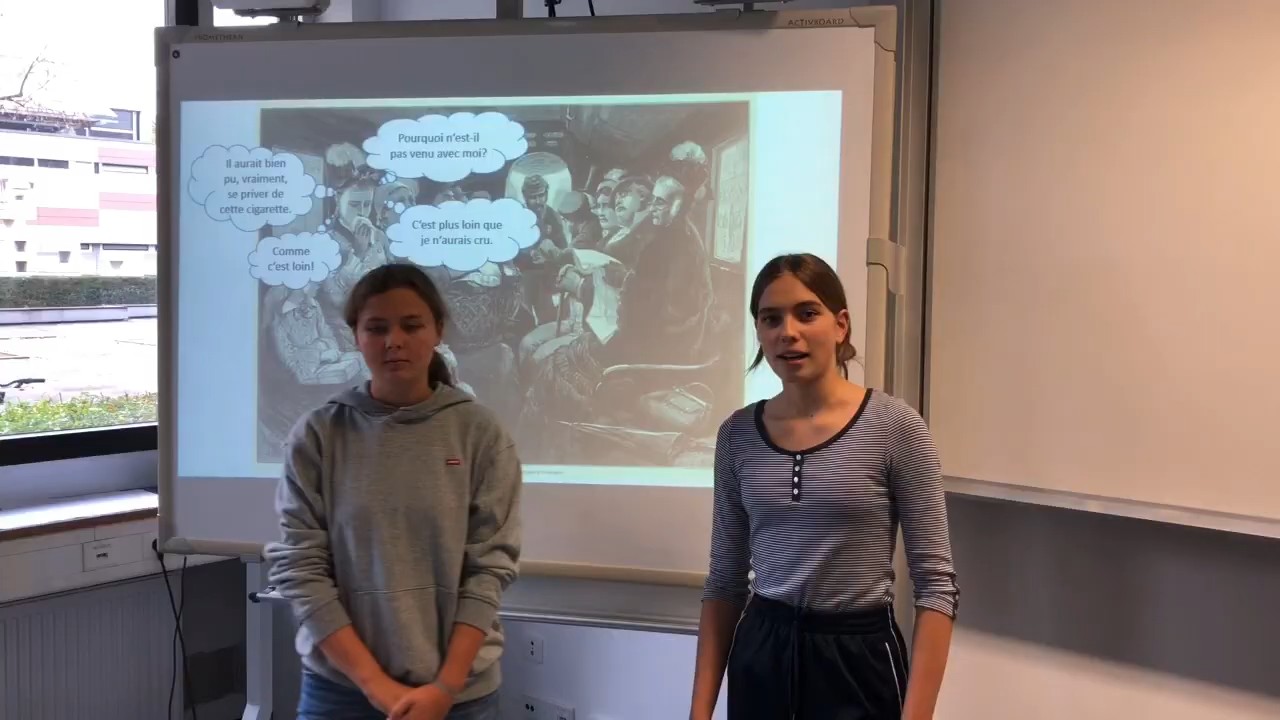 PROMETHEAN
ACTIVBOARD
Pourquoi n'est-il
pas venu avec moi?
Il aurait bien
pu, vraiment,
se priver de
cette cigarette.
C'est plus loin que
je n'aurais cru.
Comme
c'est loin!